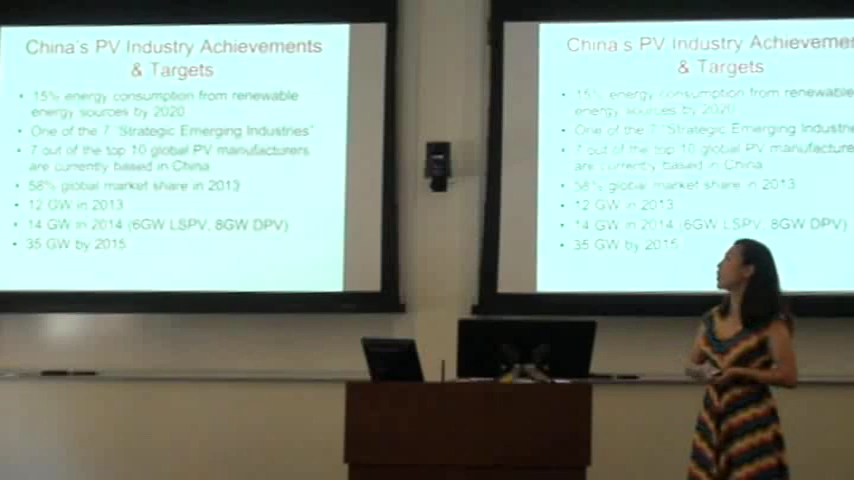 China's PV Industry Achievements
& Targets
• 15% energy consumption from renewable
energy sources by 2020
• One of the 7 "Strategic Emerging Industries"
• 7 out of the top 10 global PV manufacturers
are currently based in China
• 58% global market share in 2013
• 12 GW in 2013
• 14 GW in 2014 (6GW LSPV, 8GW DPV)
• 35 GW by 2015
China's PV Industry
& Targets
• 15% energy consumption from renewable
energy sources by 2020
• One of the 7 "Strategic Emerging
• 7 out of the top 10 global PV
are currently based in China
• 58% global market share in 2013
• 12 GW in 2013
• 14 GW in 2014 (6GW LSPV, 8GW DPV)
• 35 GW by 2015